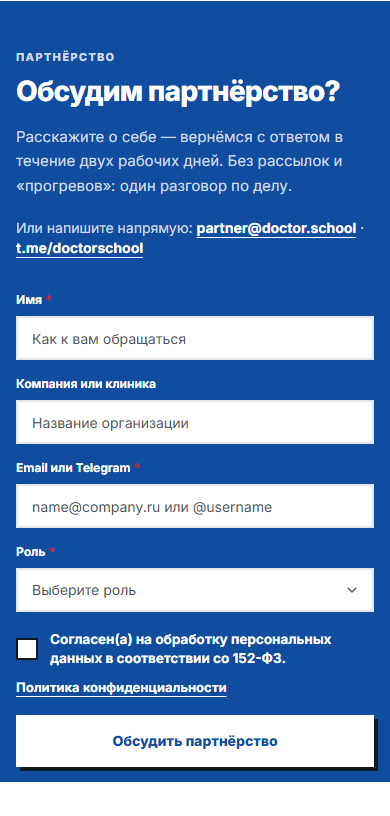 ПАРТНЁРСТВО
Обсудим партнёрство?
Расскажите о себе — вернёмся с ответом в
течение двух рабочих дней. Без рассылок и
«прогревов»: один разговор по делу.
Или напишите напрямую: partner@doctor.school ·
t.me/doctorschool
Имя *
Как к вам обращаться
Компания или клиника
Название организации
Email или Telegram *
name@company.ru или @username
Роль *
Выберите роль
Согласен(а) на обработку персональных
данных в соответствии со 152-ФЗ.
Политика конфиденциальности
Обсудить партнёрство